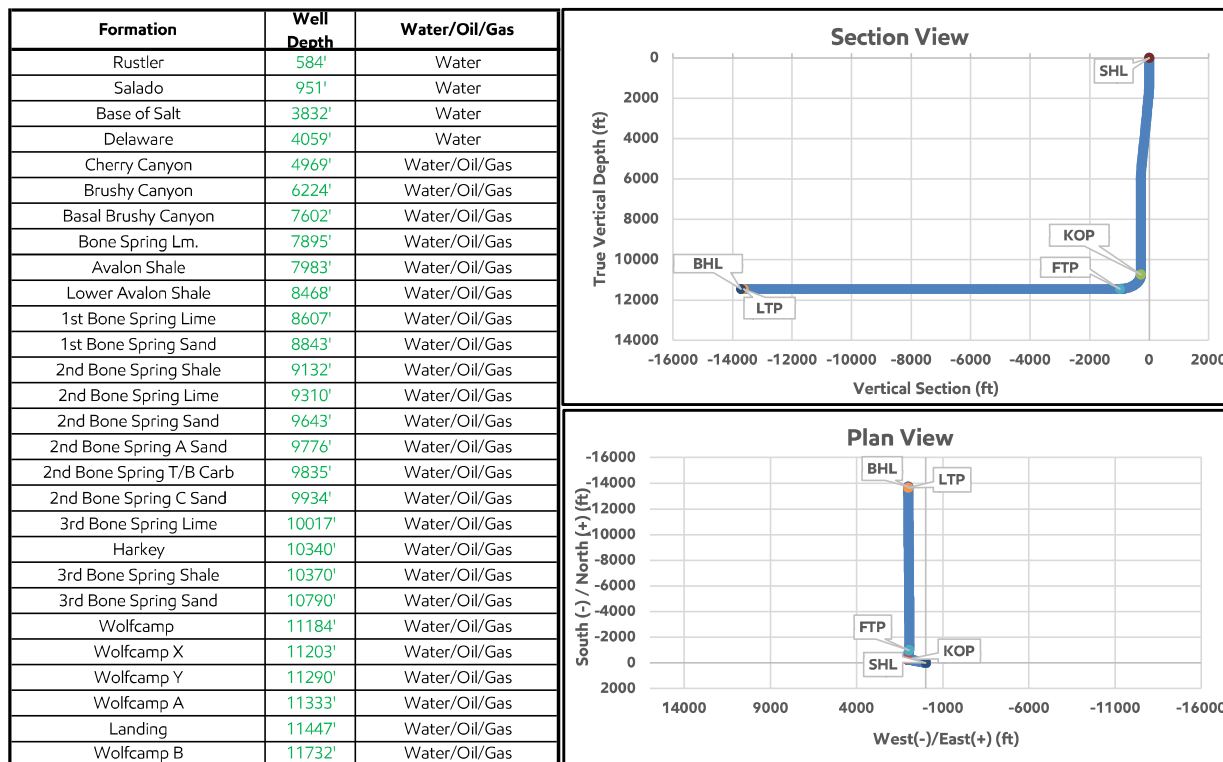 Formation Well Depth Water/Oil/Gas
Rustler 584' Water
Salado 951' Water
Base of Salt 3832' Water
Delaware 4059' Water
Cherry Canyon 4969' Water/Oil/Gas
Brushy Canyon 6224' Water/Oil/Gas
Basal Brushy Canyon 7602' Water/Oil/Gas
Bone Spring Lm. 7895' Water/Oil/Gas
Avalon Shale 7983' Water/Oil/Gas
Lower Avalon Shale 8468' Water/Oil/Gas
1st Bone Spring Lime 8607' Water/Oil/Gas
1st Bone Spring Sand 8843' Water/Oil/Gas
2nd Bone Spring Shale 9132' Water/Oil/Gas
2nd Bone Spring Lime 9310' Water/Oil/Gas
2nd Bone Spring Sand 9643' Water/Oil/Gas
2nd Bone Spring A Sand 9776' Water/Oil/Gas
2nd Bone Spring T/B Carb 9835' Water/Oil/Gas
2nd Bone Spring C Sand 9934' Water/Oil/Gas
3rd Bone Spring Lime 10017' Water/Oil/Gas
Harkey 10340' Water/Oil/Gas
3rd Bone Spring Shale 10370' Water/Oil/Gas
3rd Bone Spring Sand 10790' Water/Oil/Gas
Wolfcamp 11184' Water/Oil/Gas
Wolfcamp X 11203' Water/Oil/Gas
Wolfcamp Y 11290' Water/Oil/Gas
Wolfcamp A 11333' Water/Oil/Gas
Landing 11447' Water/Oil/Gas
Wolfcamp B 11732' Water/Oil/Gas
Section View
True Vertical Depth (ft)
0
2000
4000
6000
8000
10000
12000
14000
SHL
KOP
FTP
BHL
LTP
-16000 -14000 -12000 -10000 -8000 -6000 -4000 -2000 0 2000
Vertical Section (ft)
Plan View
South (-) / North (+) (ft)
-16000
-14000
-12000
-10000
-8000
-6000
-4000
-2000
0
2000
BHL
LTP
FTP
KOP
SHL
14000 9000 4000 -1000 -6000 -11000 -16000
West(-)/East(+) (ft)